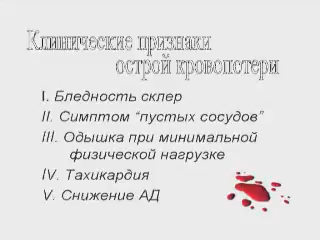 Клинические признаки
острой кровопотери
I. Бледность склер
II. Симптом “пустых сосудов”
III. Одышка при минимальной
физической нагрузке
IV. Тахикардия
V. Снижение АД